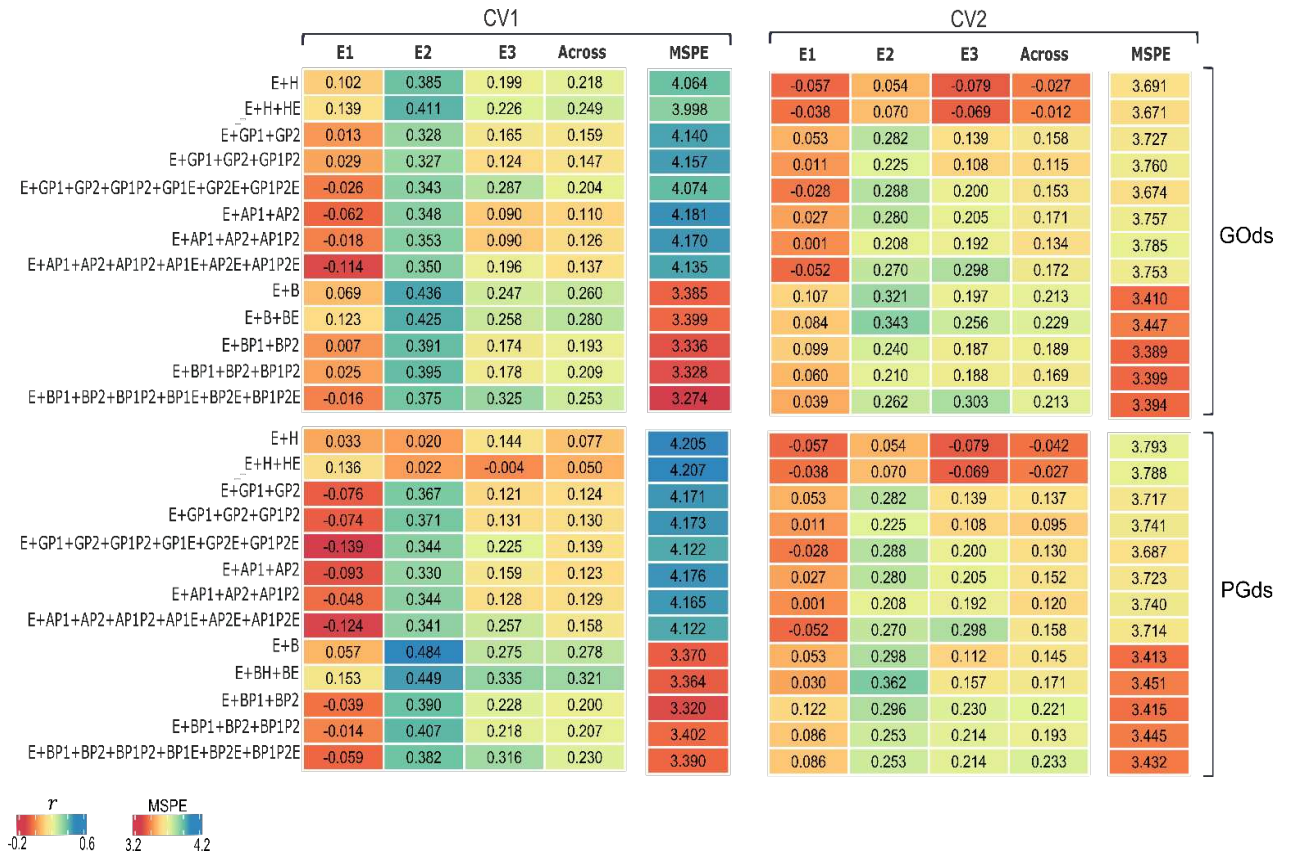 CV1 CV2
E1 E2 E3 Across MSPE E1 E2 E3 Across MSPE
E+H 0.102 0.385 0.199 0.218 4.064 -0.057 0.054 -0.079 -0.027 3.691
E+H+HE 0.139 0.411 0.226 0.249 3.998 -0.038 0.070 -0.069 -0.012 3.671
E+GP1+GP2 0.013 0.328 0.165 0.159 4.140 0.053 0.282 0.139 0.158 3.727
E+GP1+GP2+GP1P2 0.029 0.327 0.124 0.147 4.157 0.011 0.225 0.108 0.115 3.760
E+GP1+GP2+GP1P2+GP1E+GP2E+GP1P2E -0.026 0.343 0.287 0.204 4.074 -0.028 0.288 0.200 0.153 3.674
E+AP1+AP2 -0.062 0.348 0.090 0.110 4.181 0.027 0.280 0.205 0.171 3.757
E+AP1+AP2+AP1P2 -0.018 0.353 0.090 0.126 4.170 0.001 0.208 0.192 0.134 3.785
E+AP1+AP2+AP1P2+AP1E+AP2E+AP1P2E -0.114 0.350 0.196 0.137 4.135 -0.052 0.270 0.298 0.172 3.753
E+B 0.069 0.436 0.247 0.260 3.385 0.107 0.321 0.197 0.213 3.410
E+B+BE 0.123 0.425 0.258 0.280 3.399 0.084 0.343 0.256 0.229 3.447
E+BP1+BP2 0.007 0.391 0.174 0.193 3.336 0.099 0.240 0.187 0.189 3.389
E+BP1+BP2+BP1P2 0.025 0.395 0.178 0.209 3.328 0.060 0.210 0.188 0.169 3.399
E+BP1+BP2+BP1P2+BP1E+BP2E+BP1P2E -0.016 0.375 0.325 0.253 3.274 0.039 0.262 0.303 0.213 3.394
GOds
E+H 0.033 0.020 0.144 0.077 4.205 -0.057 0.054 -0.079 -0.042 3.793
E+H+HE 0.136 0.022 -0.004 0.050 4.207 -0.038 0.070 -0.069 -0.027 3.788
E+GP1+GP2 -0.076 0.367 0.121 0.124 4.171 0.053 0.282 0.139 0.137 3.717
E+GP1+GP2+GP1P2 -0.074 0.371 0.131 0.130 4.173 0.011 0.225 0.108 0.095 3.741
E+GP1+GP2+GP1P2+GP1E+GP2E+GP1P2E -0.139 0.344 0.225 0.139 4.122 -0.028 0.288 0.200 0.130 3.687
E+AP1+AP2 -0.093 0.330 0.159 0.123 4.176 0.027 0.280 0.205 0.152 3.723
E+AP1+AP2+AP1P2 -0.048 0.344 0.128 0.129 4.165 0.001 0.208 0.192 0.120 3.740
E+AP1+AP2+AP1P2+AP1E+AP2E+AP1P2E -0.124 0.341 0.257 0.158 4.122 -0.052 0.270 0.298 0.158 3.714
E+B 0.057 0.484 0.275 0.278 3.370 0.053 0.298 0.112 0.145 3.413
E+BH+BE 0.153 0.449 0.335 0.321 3.364 0.030 0.362 0.157 0.171 3.451
E+BP1+BP2 -0.039 0.390 0.228 0.200 3.320 0.122 0.296 0.230 0.221 3.415
E+BP1+BP2+BP1P2 -0.014 0.407 0.218 0.207 3.402 0.086 0.253 0.214 0.193 3.445
E+BP1+BP2+BP1P2+BP1E+BP2E+BP1P2E -0.059 0.382 0.316 0.230 3.390 0.086 0.253 0.214 0.233 3.432
PGds
r MSPE
-0.2 0.6 3.2 4.2